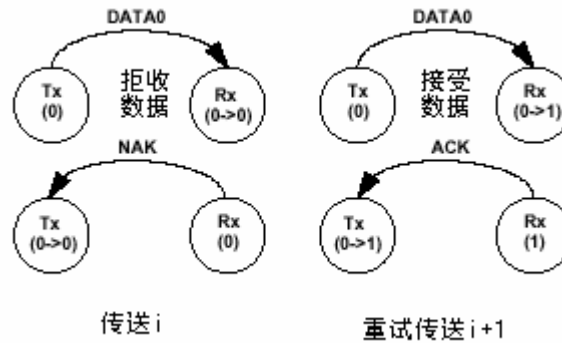 DATA0
Tx
(0)
拒收
数据
Rx
(0->0)
NAK
Tx
(0->0)
Rx
(0)
传送i
DATA0
Tx
(0)
接受
数据
Rx
(0->1)
ACK
Tx
(0->1)
Rx
(1)
重试传送i+1